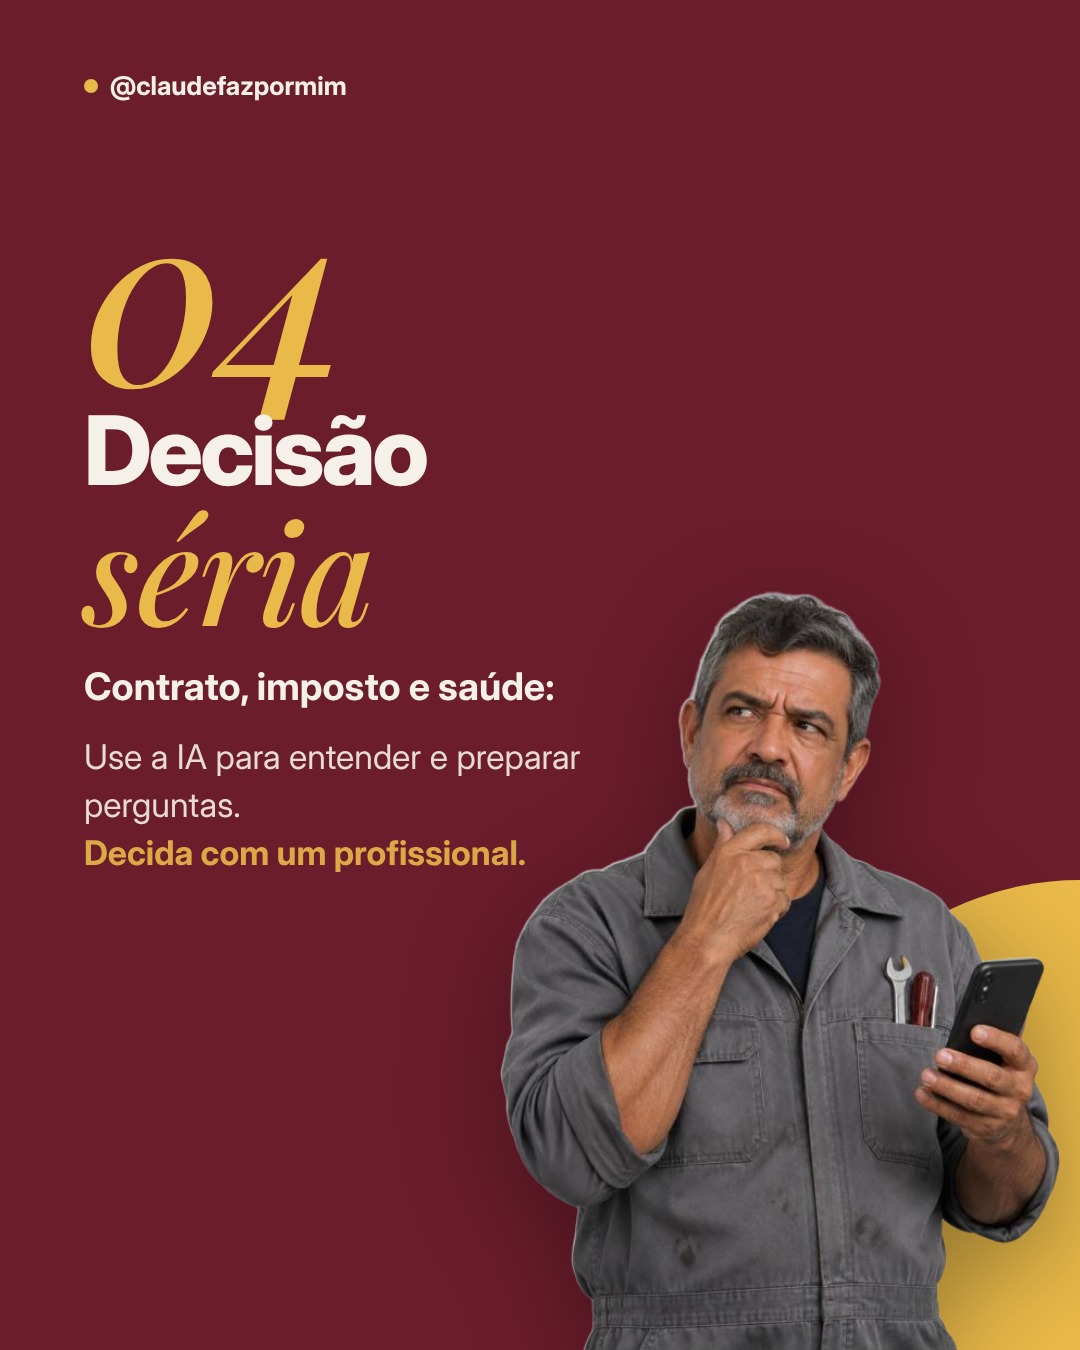 @claudefazpormim
04
Decisão
séria
Contrato, imposto e saúde:
Use a IA para entender e preparar
perguntas.
Decida com um profissional.